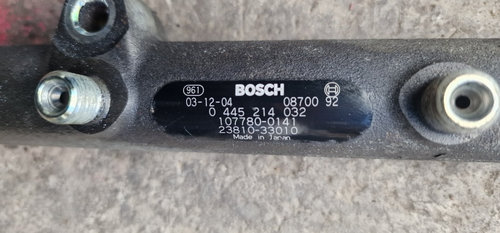 961 BOSCH
03-12-04 08700 92
0 445 214 032
107780-0141
23810-33010
Made in Japan